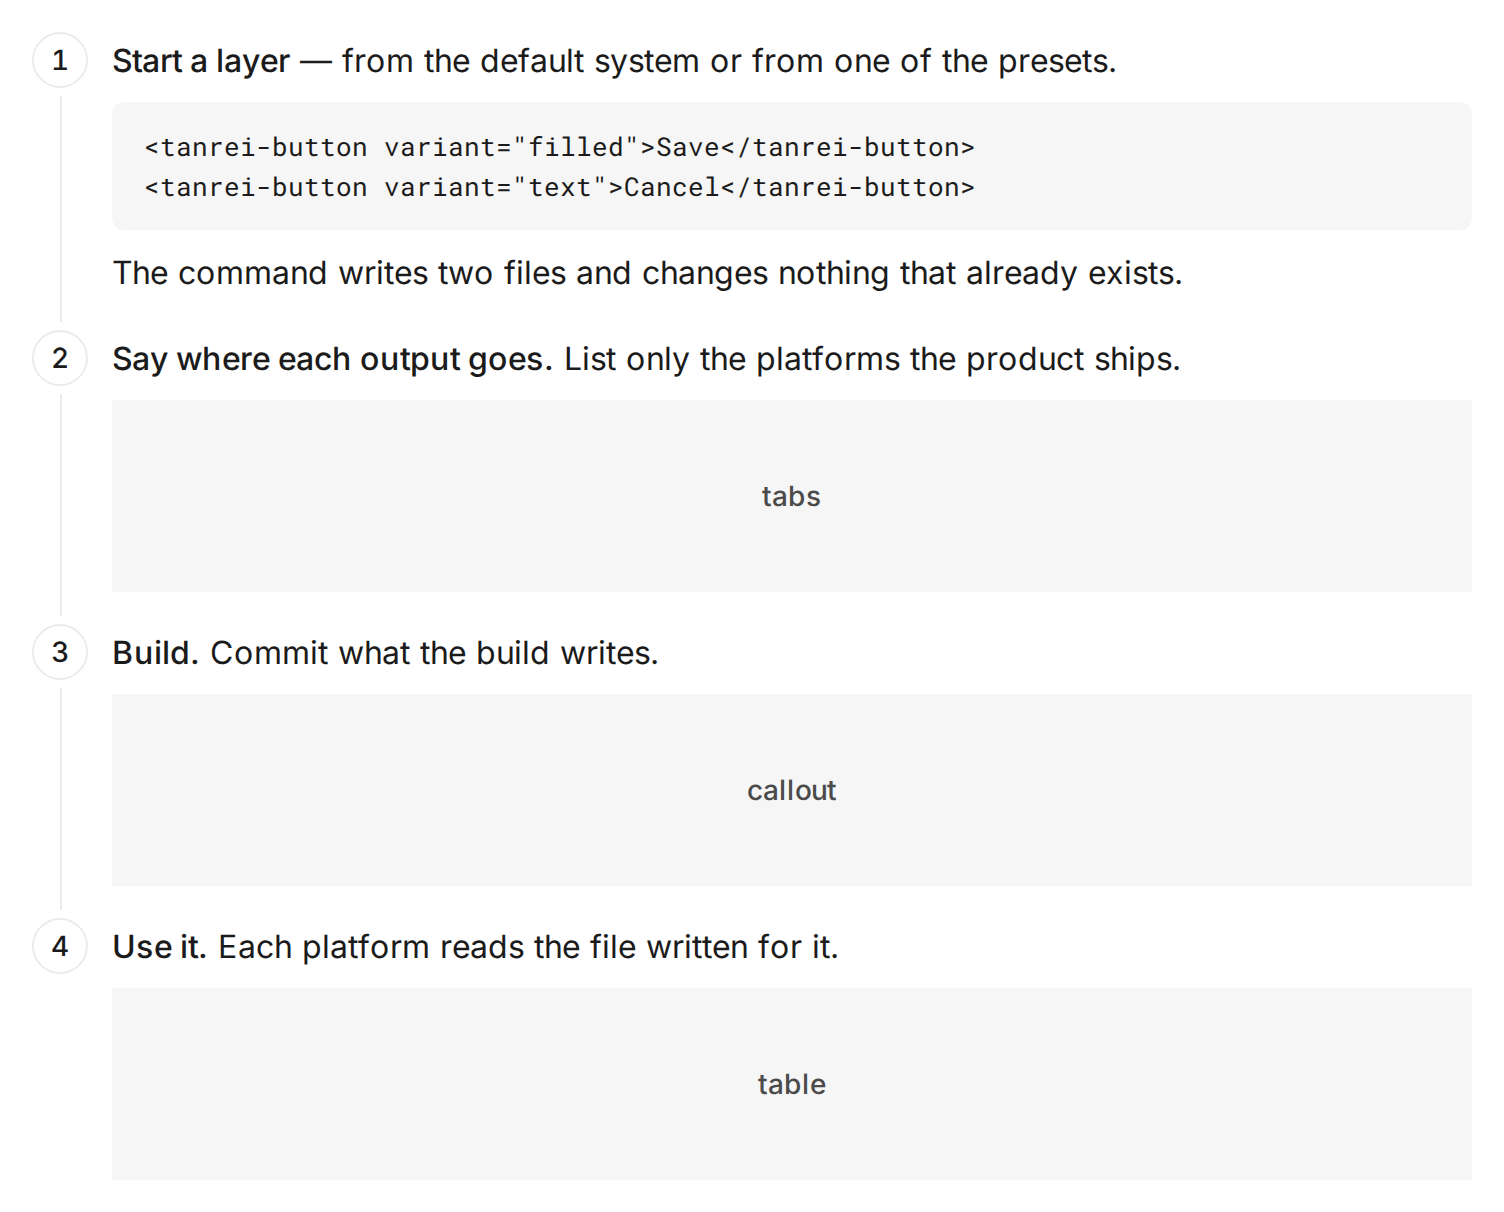 1 Start a layer — from the default system or from one of the presets.
<tanrei-button variant="filled">Save</tanrei-button>
<tanrei-button variant="text">Cancel</tanrei-button>
The command writes two files and changes nothing that already exists.
2 Say where each output goes. List only the platforms the product ships.
tabs
3 Build. Commit what the build writes.
callout
4 Use it. Each platform reads the file written for it.
table